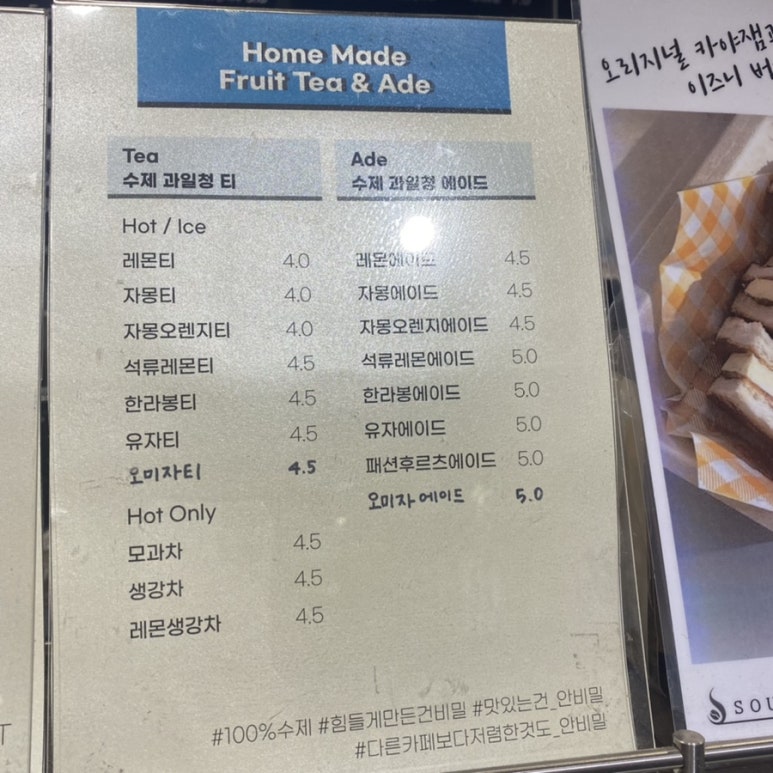 Home Made
Fruit Tea & Ade
Tea
수제 과일청 티
Hot / Ice
레몬티 4.0
자몽티 4.0
자몽오렌지티 4.0
석류레몬티 4.5
한라봉티 4.5
유자티 4.5
오미자티 4.5
Hot Only
모과차 4.5
생강차 4.5
레몬생강차 4.5
Ade
수제 과일청 에이드
레몬에이드 4.5
자몽에이드 4.5
자몽오렌지에이드 4.5
석류레몬에이드 5.0
한라봉에이드 5.0
유자에이드 5.0
패션후르츠에이드 5.0
오미자에이드 5.0
#100%수제 #힘들게만든건비밀 #맛있는건_안비밀
#다른카페보다저렴한것도_안비밀
오리지널 카야잼
이즈니 버
SOU